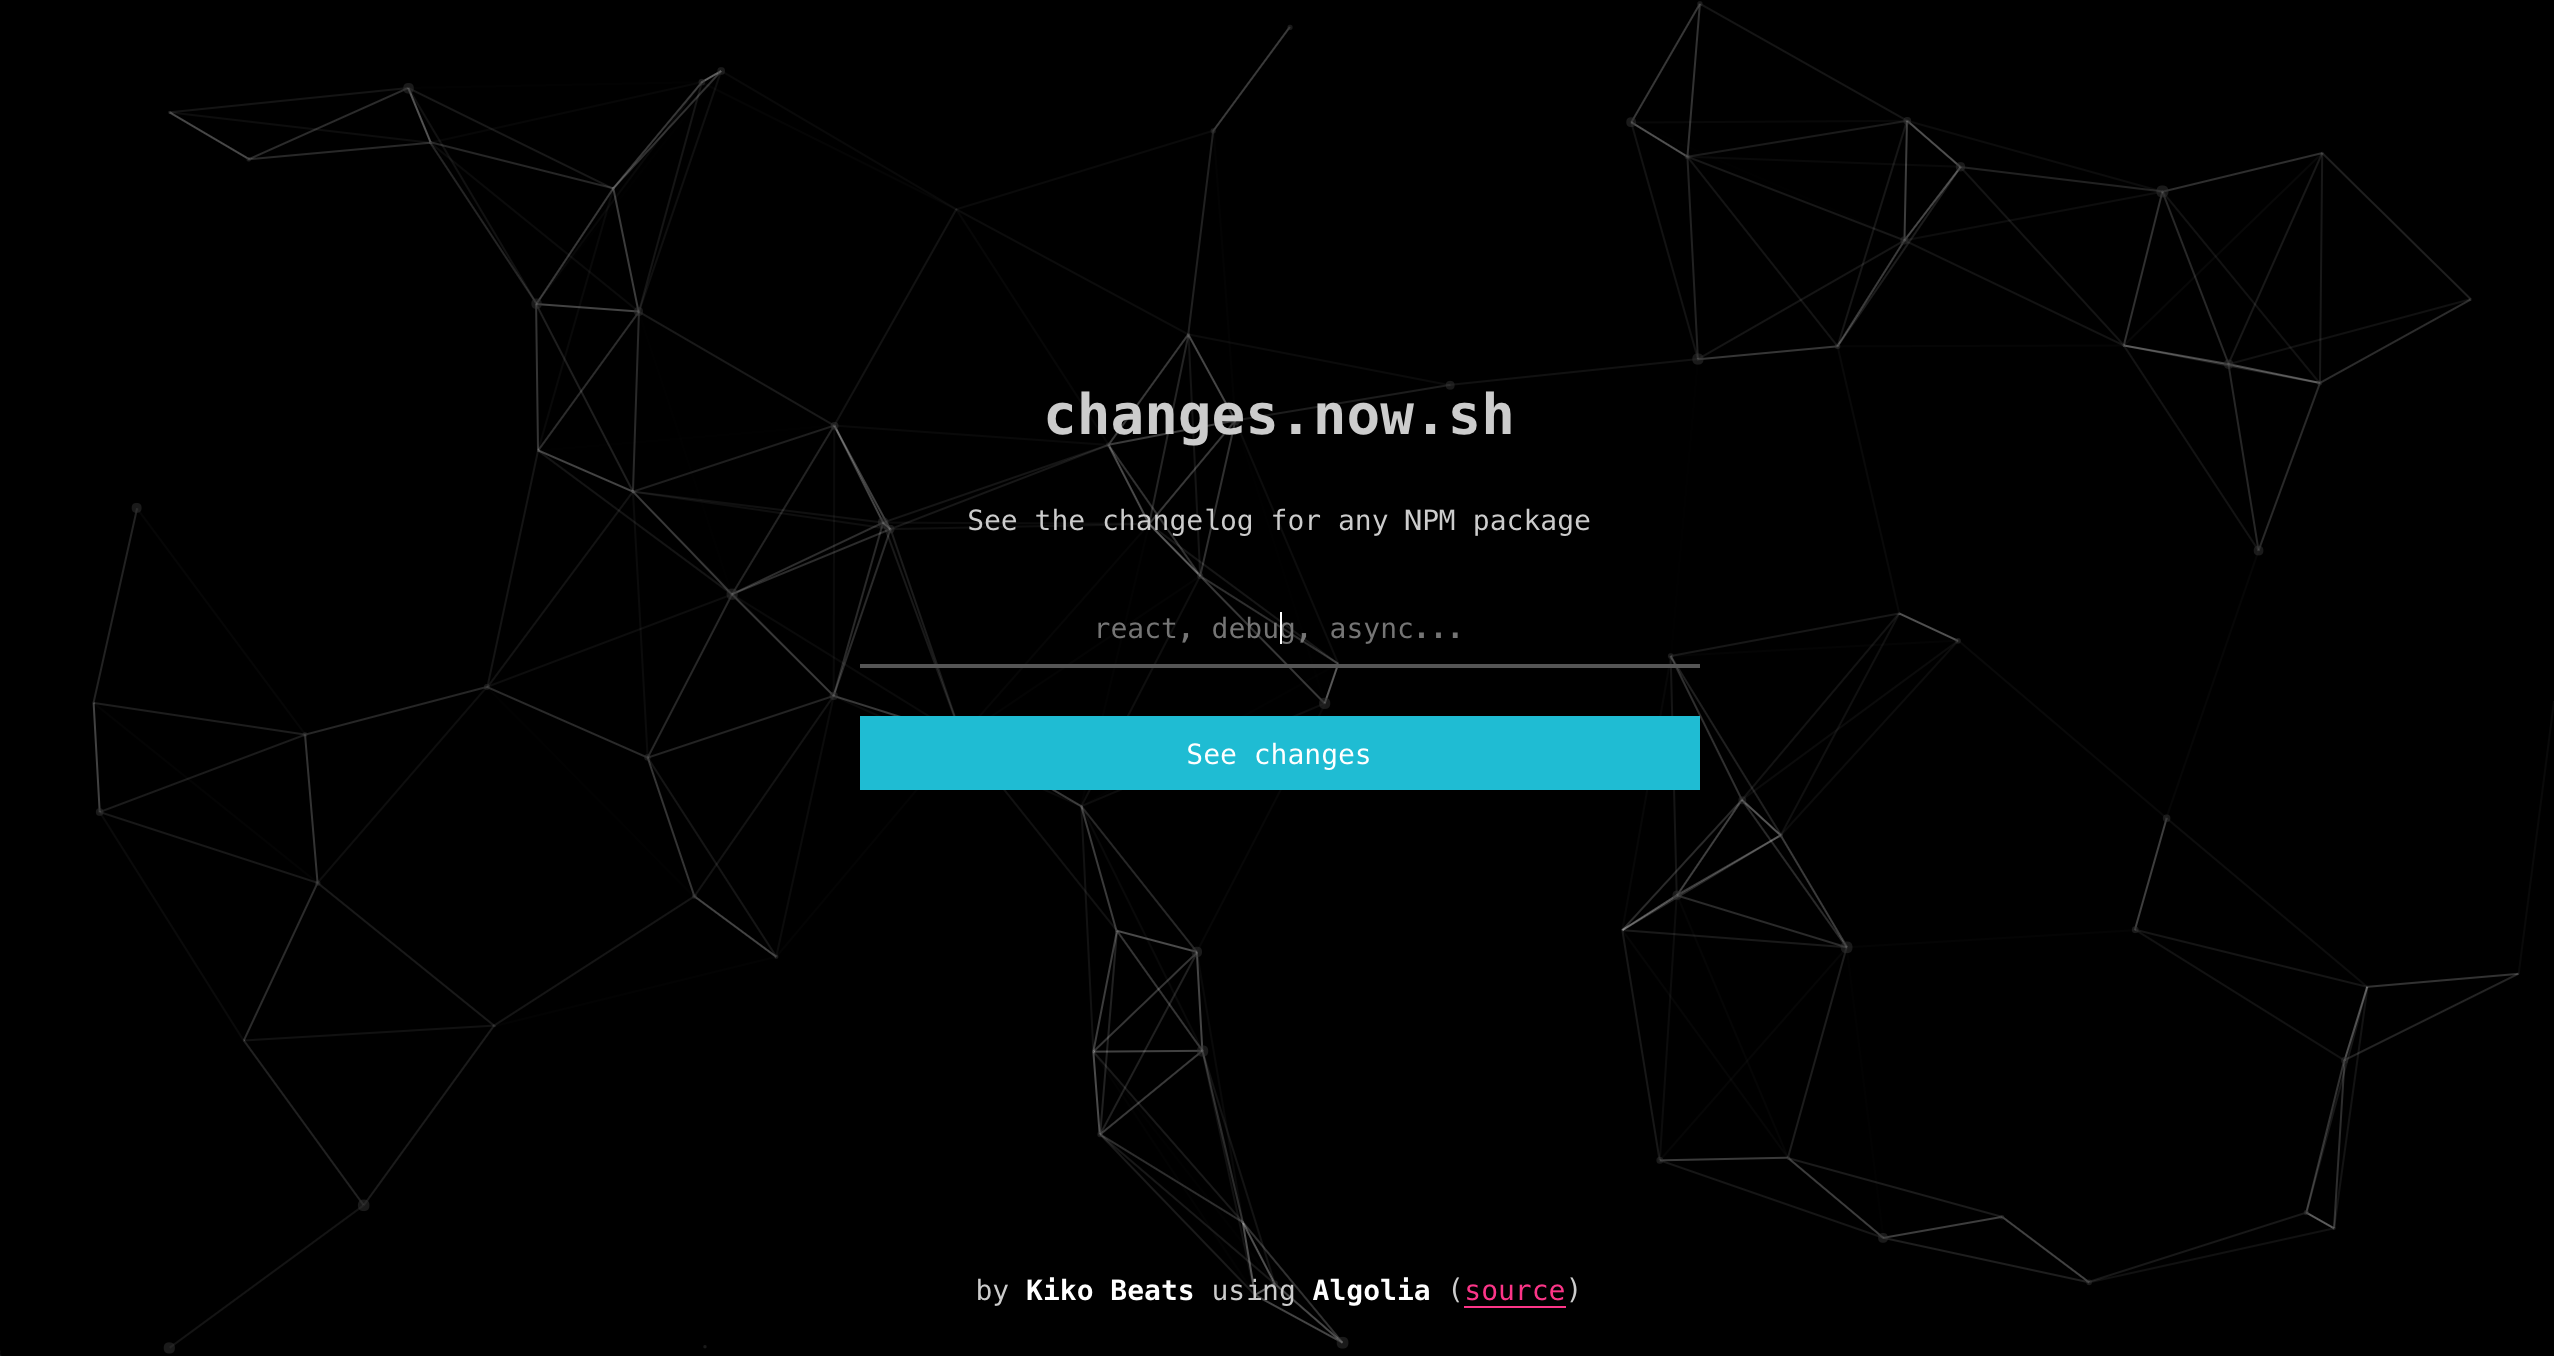 changes.now.sh
See the changelog for any NPM package
react, debug, async...
See changes
by Kiko Beats using Algolia (source)